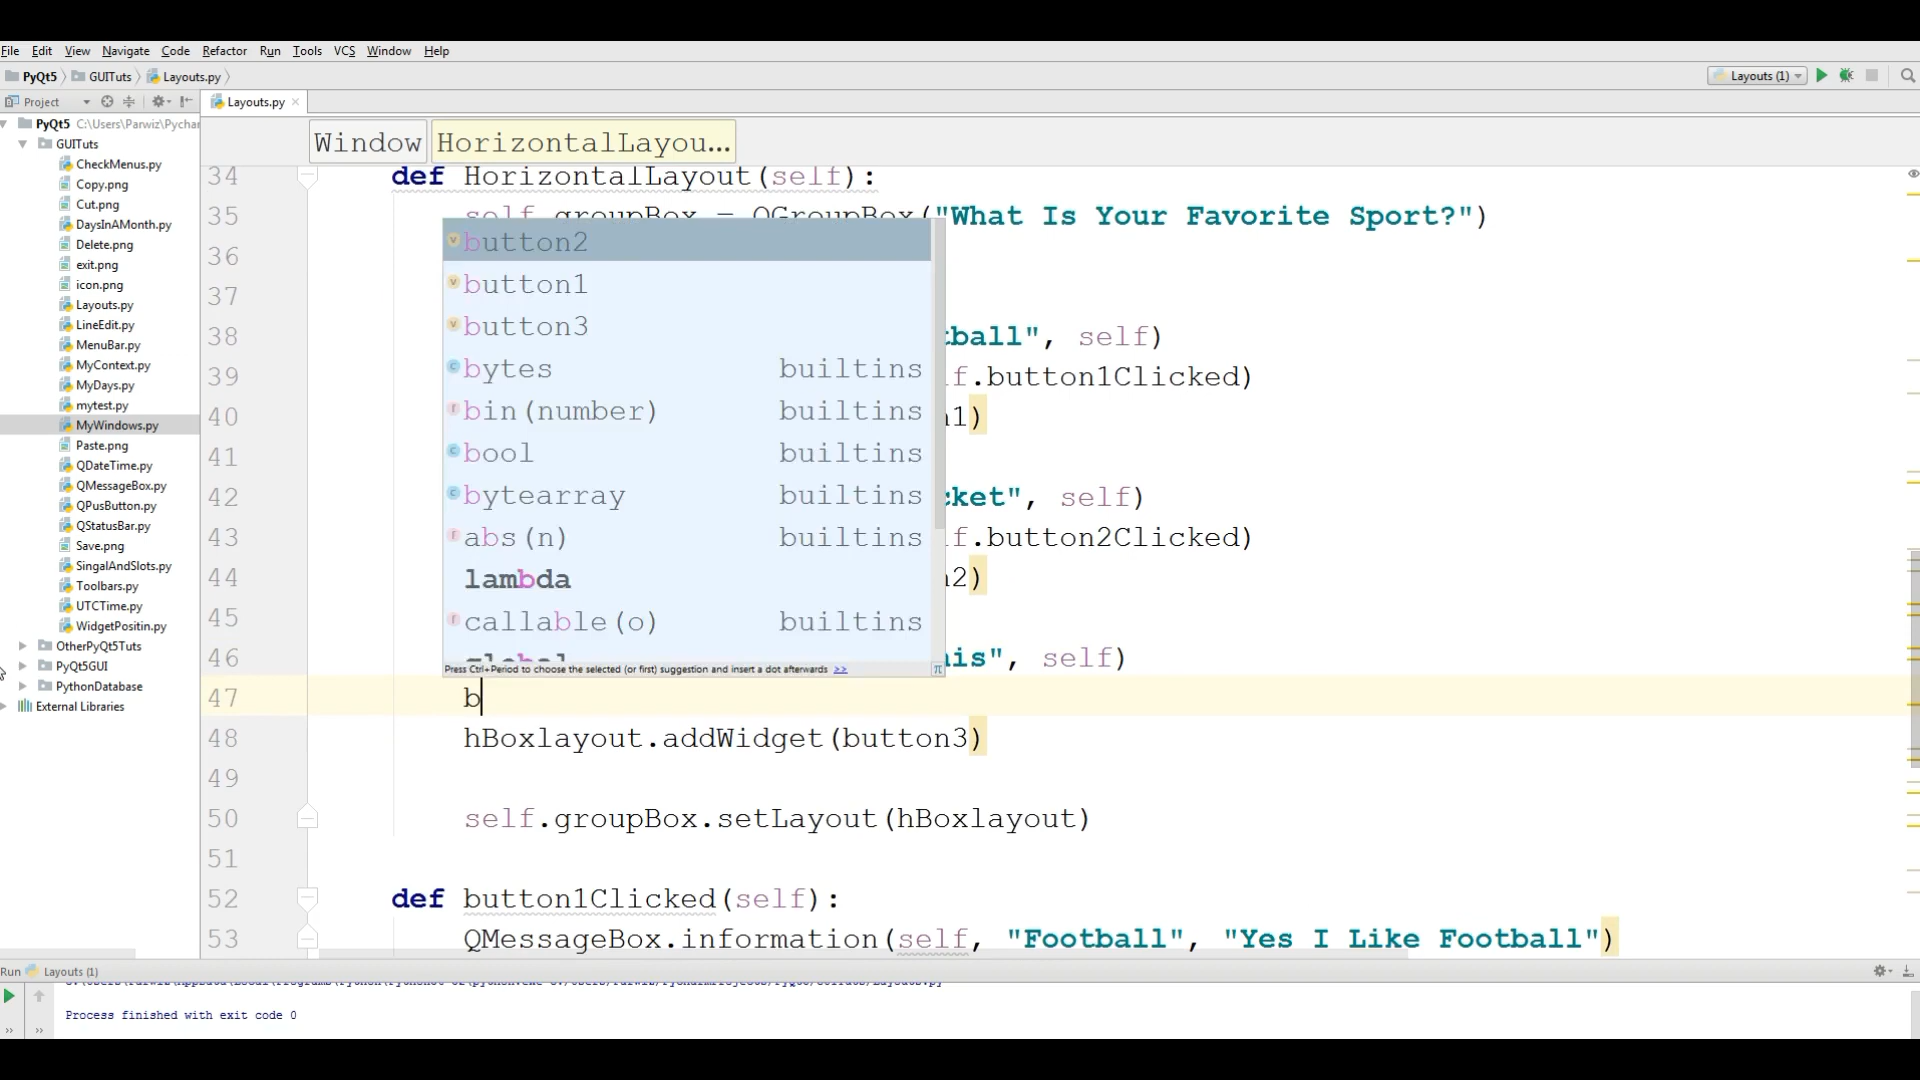 File Edit View Navigate Code Refactor Run Tools VCS Window Help
PyQt5 GUITuts Layouts.py Layouts (1)
Project Layouts.py
PyQt5 C:\Users\Parwiz\Pychar
GUITuts
CheckMenus.py
Copy.png
Cut.png
DaysInAMonth.py
Delete.png
exit.png
icon.png
Layouts.py
LineEdit.py
MenuBar.py
MyContext.py
MyDays.py
mytest.py
MyWindows.py
Paste.png
QDateTime.py
QMessageBox.py
QPusButton.py
QStatusBar.py
Save.png
SingalAndSlots.py
Toolbars.py
UTCTime.py
WidgetPositin.py
OtherPyQt5Tuts
PyQt5GUI
PythonDatabase
External Libraries
Window HorizontalLayou...
34 def HorizontalLayout(self):
35 self.groupBox = QGroupBox("What Is Your Favorite Sport?")
36
37
38 tball", self)
39 lf.button1Clicked)
40 n1)
41
42 cket", self)
43 lf.button2Clicked)
44 n2)
45
46 nis", self)
47 b
48 hBoxlayout.addWidget(button3)
49
50 self.groupBox.setLayout(hBoxlayout)
51
52 def button1Clicked(self):
53 QMessageBox.information(self, "Football", "Yes I Like Football")
button2
button1
button3
bytes builtins
bin(number) builtins
bool builtins
bytearray builtins
abs(n) builtins
lambda
callable(o) builtins
global
Press Ctrl+Period to choose the selected (or first) suggestion and insert a dot afterwards >> π
Run Layouts (1)
Process finished with exit code 0